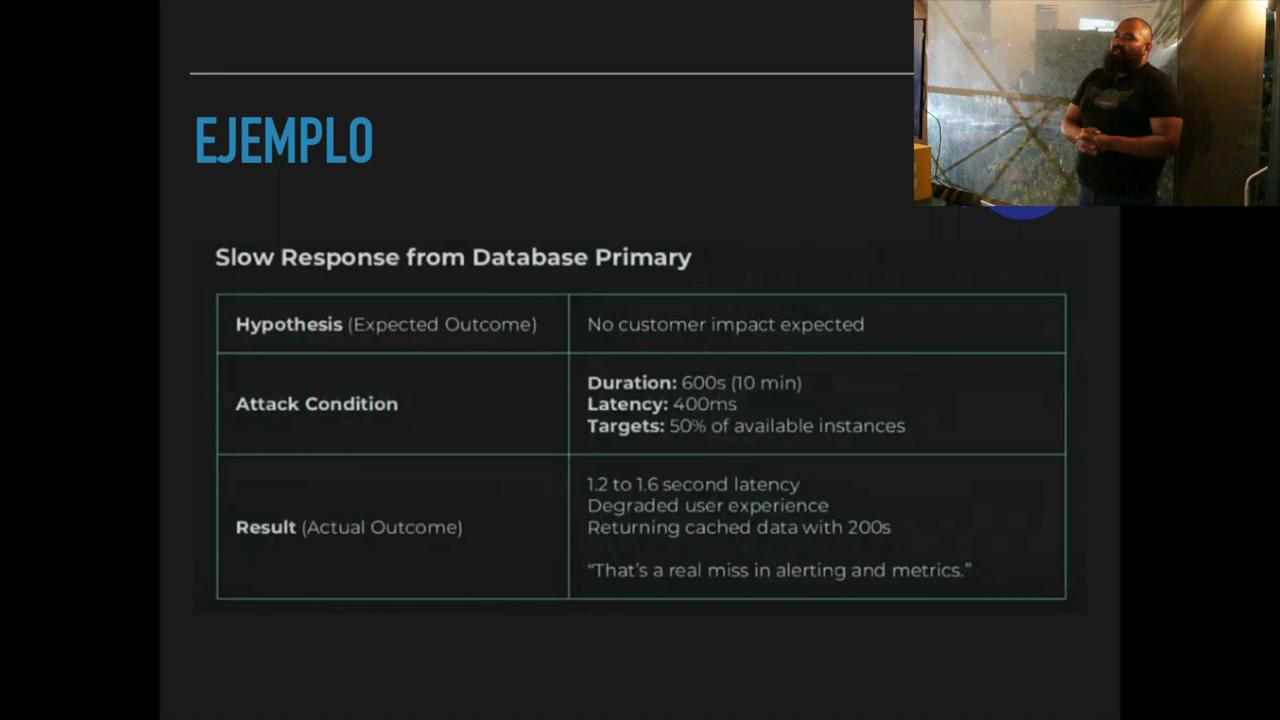 EJEMPLO
Slow Response from Database Primary
Hypothesis (Expected Outcome)
No customer impact expected
Attack Condition
Duration: 600s (10 min)
Latency: 400ms
Targets: 50% of available instances
Result (Actual Outcome)
1.2 to 1.6 second latency
Degraded user experience
Returning cached data with 200s
“That’s a real miss in alerting and metrics.”